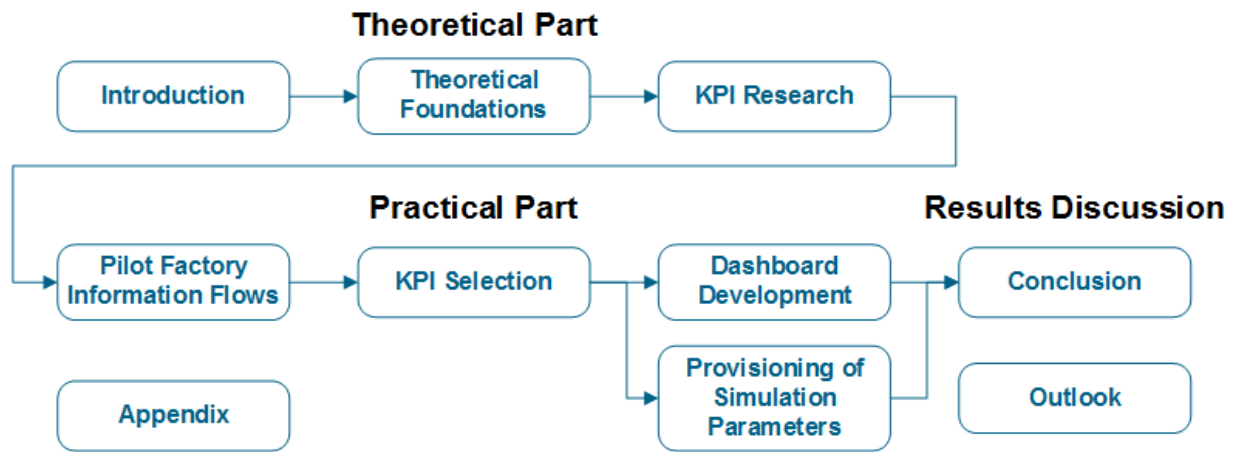 Theoretical Part
Introduction
Theoretical
Foundations
KPI Research
Practical Part
Results Discussion
Pilot Factory
Information Flows
KPI Selection
Dashboard
Development
Conclusion
Provisioning of
Simulation
Parameters
Appendix
Outlook